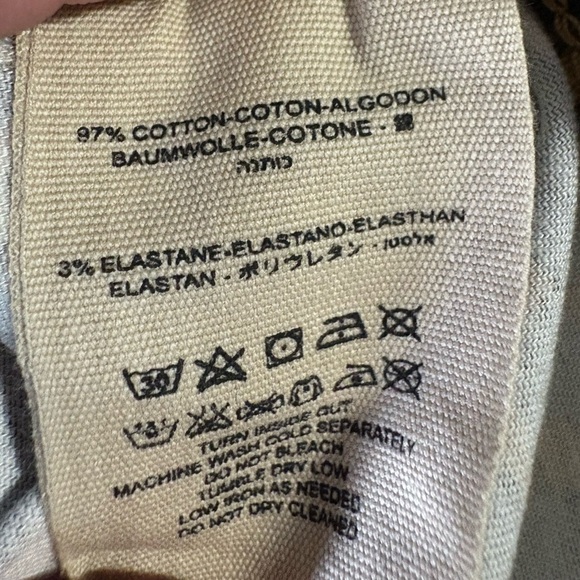 97% COTTON-COTON-ALGODON
BAUMWOLLE-COTONE - 綿
כותנה
3% ELASTANE-ELASTANO-ELASTHAN
ELASTAN - ポリウレタン - אלסטן
30
TURN INSIDE OUT
MACHINE WASH COLD SEPARATELY
DO NOT BLEACH
TUMBLE DRY LOW
LOW IRON AS NEEDED
DO NOT DRY CLEANED